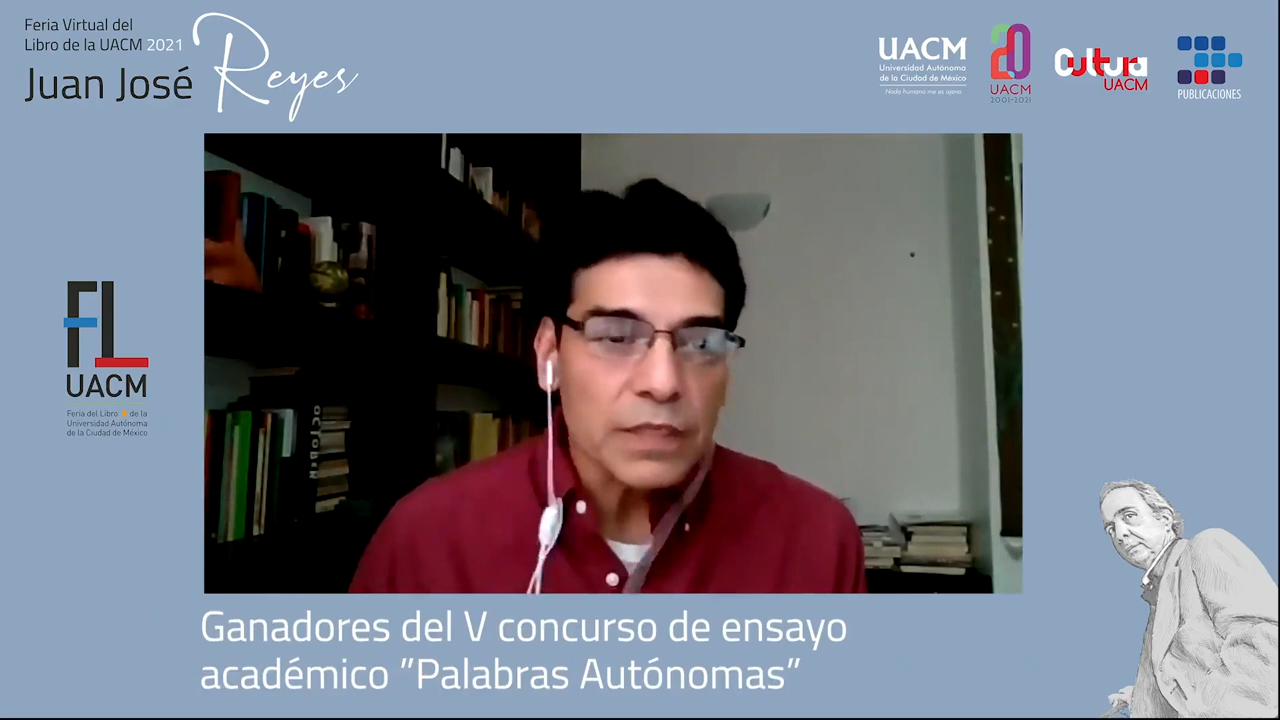 Feria Virtual del
Libro de la UACM 2021
Juan José Reyes
UACM
Universidad Autónoma
de la Ciudad de México
Nada humano me es ajeno
20
UACM
2001-2021
Cultura
UACM
PUBLICACIONES
FL
UACM
Feria del Libro de la
Universidad Autónoma
de la Ciudad de México
Ganadores del V concurso de ensayo
académico ”Palabras Autónomas”